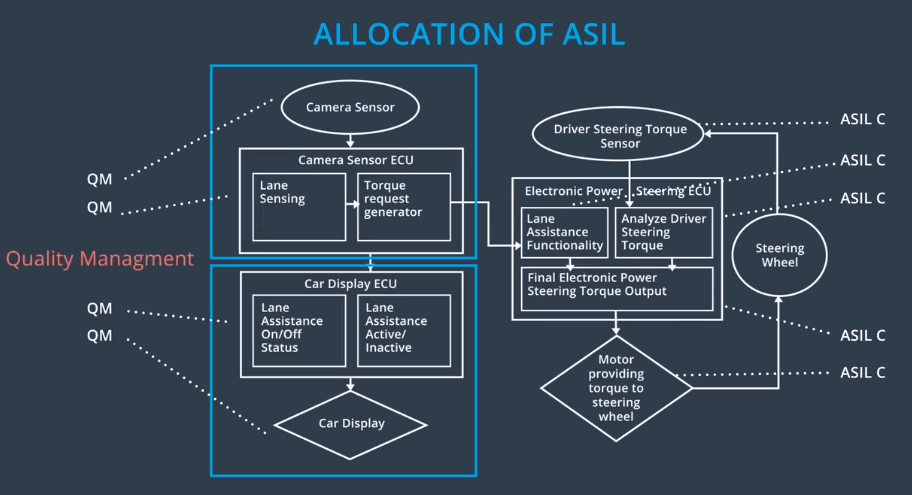 ALLOCATION OF ASIL
Camera Sensor
Camera Sensor ECU
Lane
Sensing
Torque
request
generator
QM
QM
Quality Managment
QM
QM
Car Display ECU
Lane
Assistance
On/Off
Status
Lane
Assistance
Active/
Inactive
Car Display
Driver Steering Torque
Sensor
Electronic Power Steering ECU
Lane
Assistance
Functionality
Analyze Driver
Steering
Torque
Final Electronic Power
Steering Torque Output
Motor
providing
torque to
steering
wheel
Steering
Wheel
ASIL C
ASIL C
ASIL C
ASIL C
ASIL C